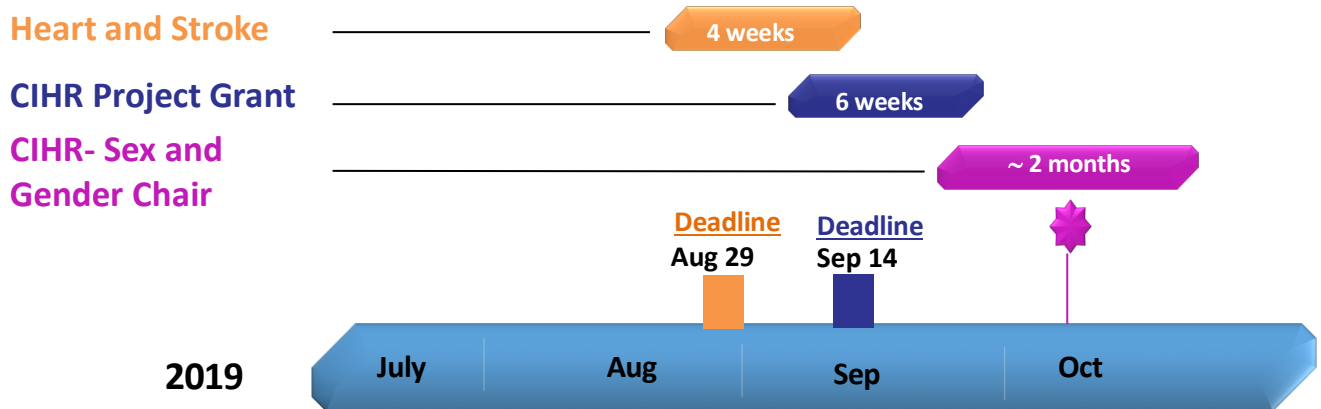 Heart and Stroke
4 weeks
CIHR Project Grant
6 weeks
CIHR- Sex and
Gender Chair
~ 2 months
Deadline
Aug 29
Deadline
Sep 14
2019
July
Aug
Sep
Oct